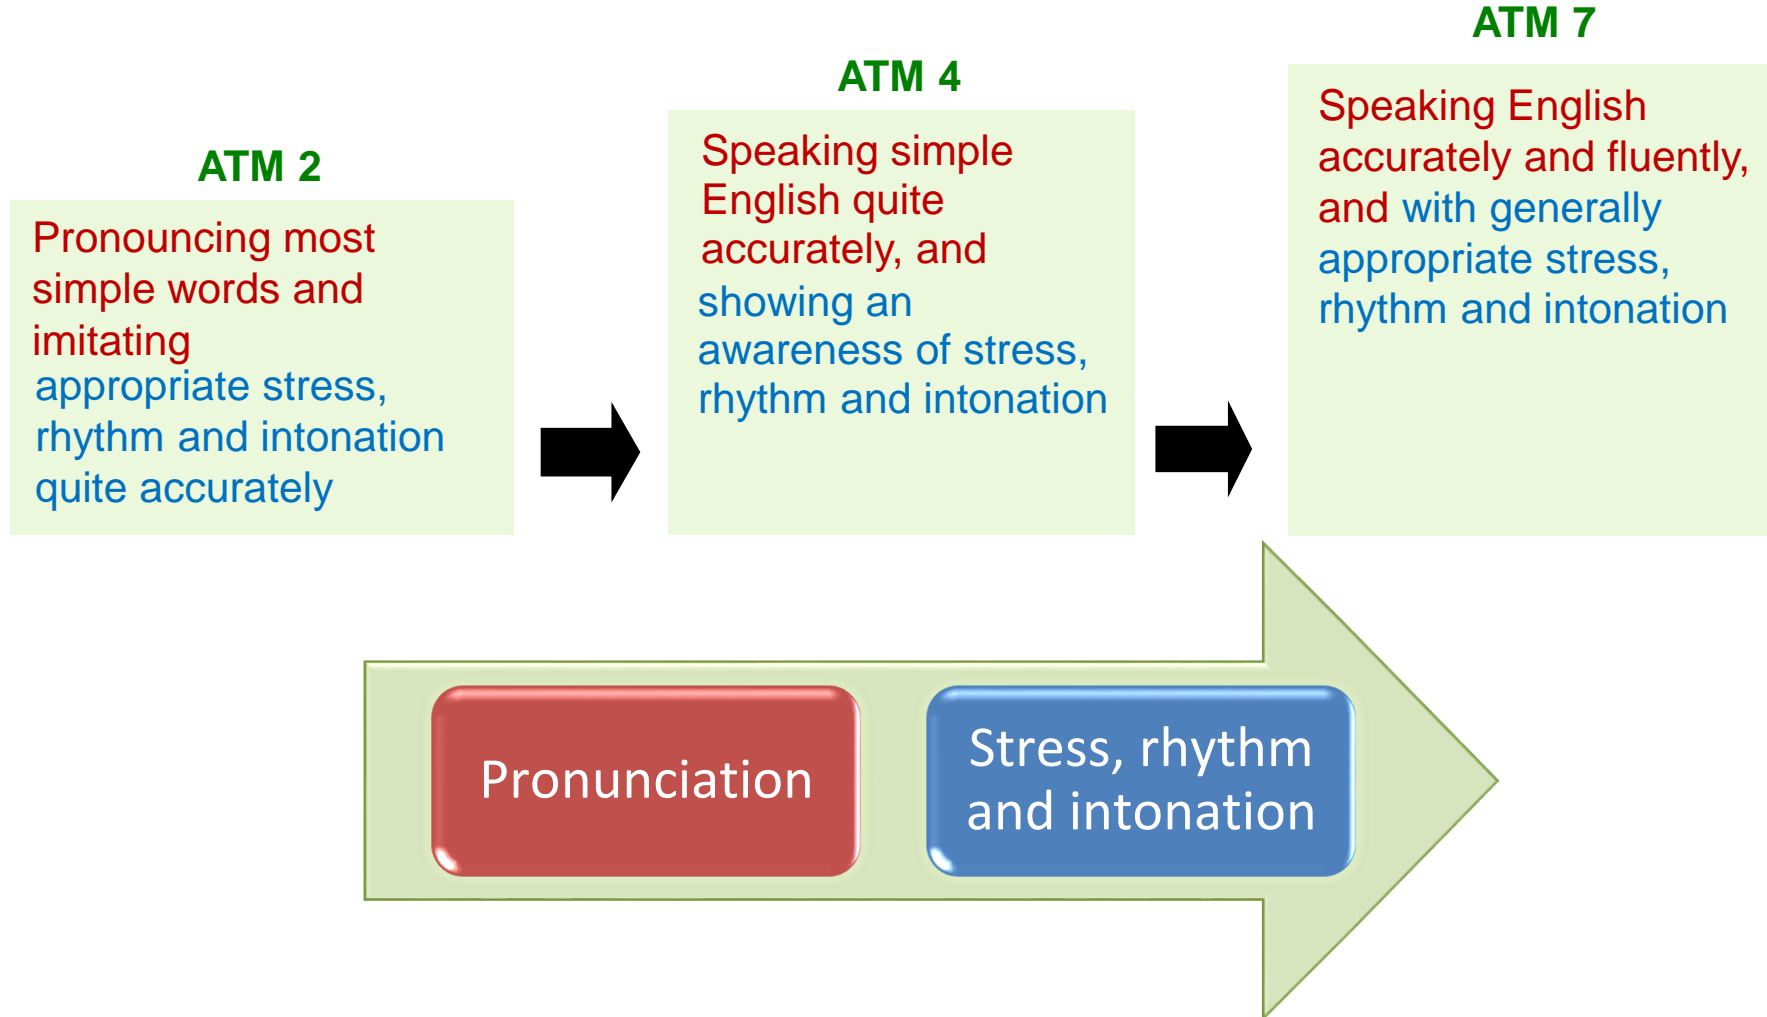 ATM 2
Pronouncing most
simple words and
imitating
appropriate stress,
rhythm and intonation
quite accurately
ATM 4
Speaking simple
English quite
accurately, and
showing an
awareness of stress,
rhythm and intonation
ATM 7
Speaking English
accurately and fluently,
and with generally
appropriate stress,
rhythm and intonation
Pronunciation
Stress, rhythm
and intonation